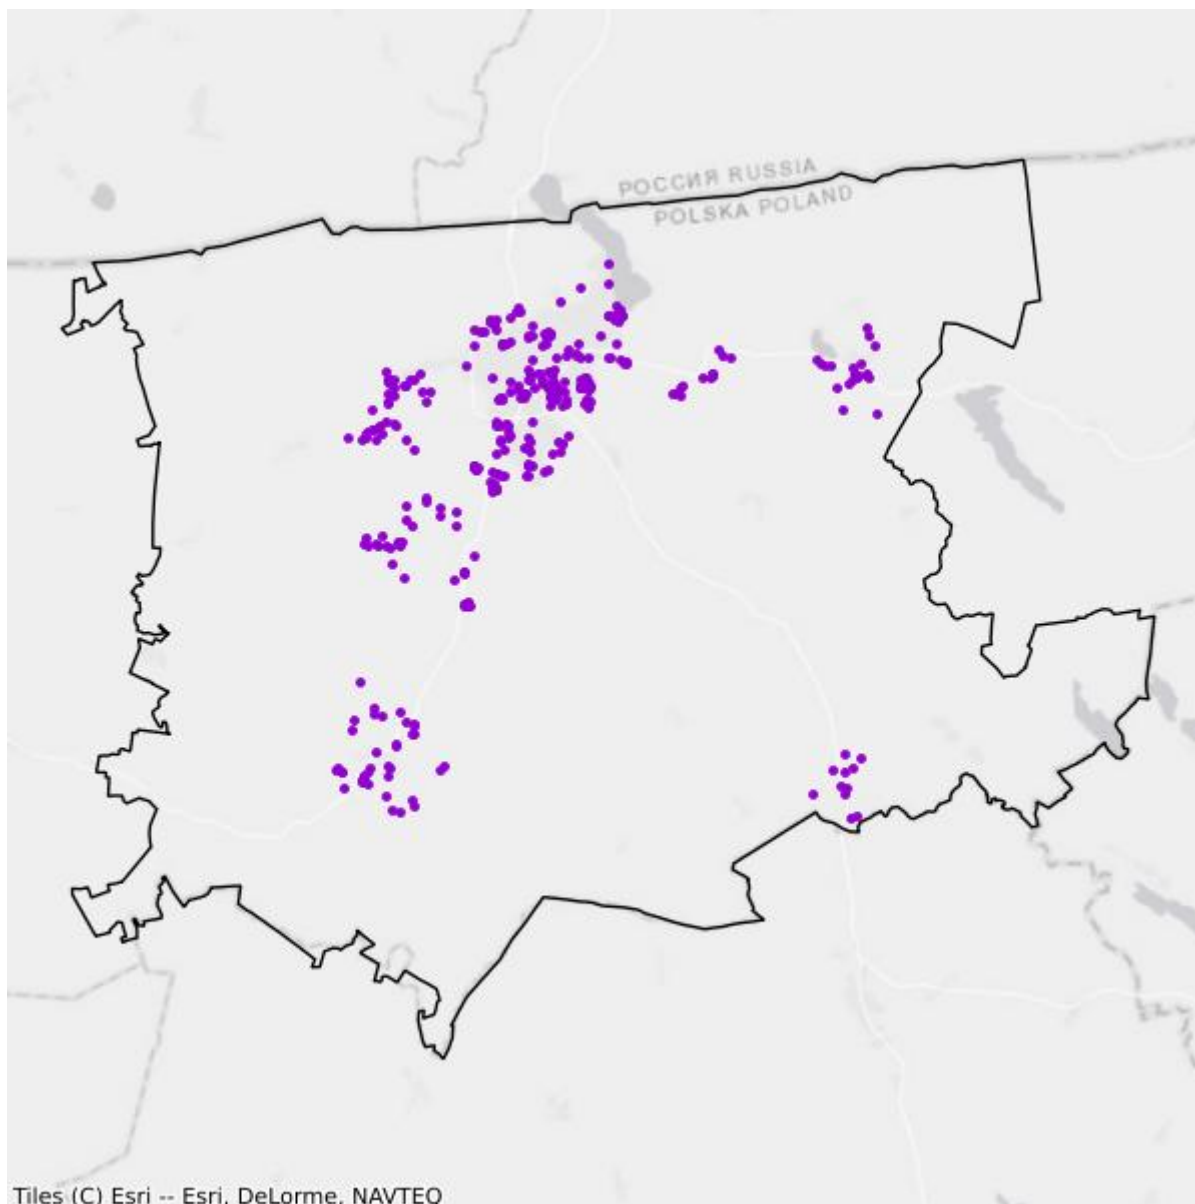 РОССИЯ RUSSIA
POLSKA POLAND
Tiles (C) Esri -- Esri, DeLorme, NAVTEQ